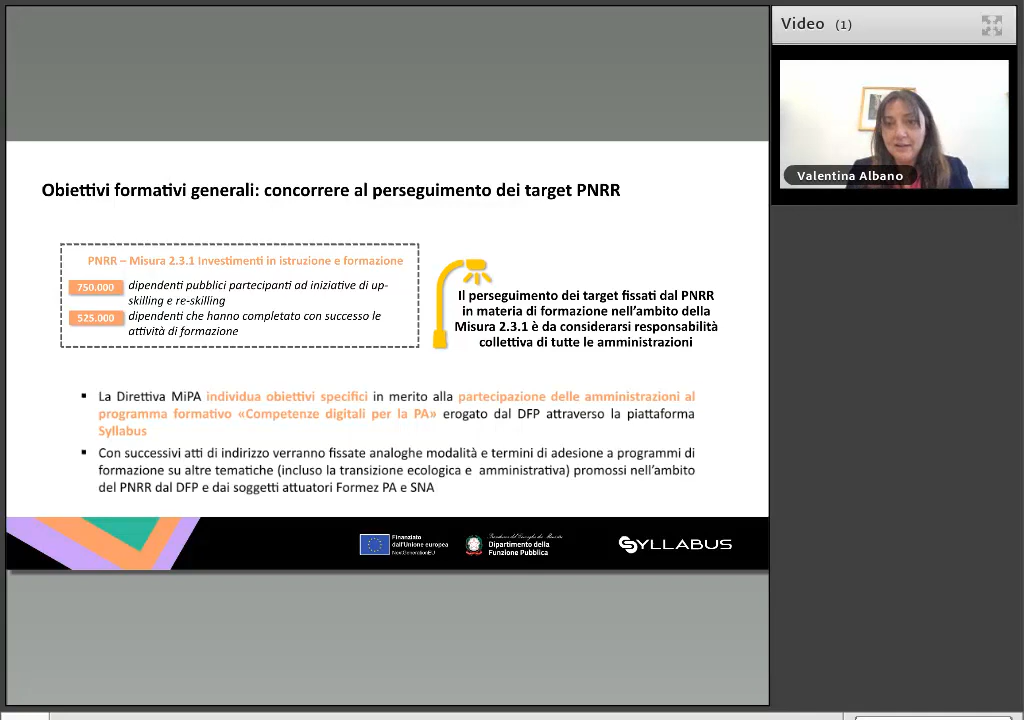 Video (1)
Valentina Albano
Obiettivi formativi generali: concorrere al perseguimento dei target PNRR
PNRR – Misura 2.3.1 Investimenti in istruzione e formazione
750.000 dipendenti pubblici partecipanti ad iniziative di up-
skilling e re-skilling
525.000 dipendenti che hanno completato con successo le
attività di formazione
Il perseguimento dei target fissati dal PNRR
in materia di formazione nell'ambito della
Misura 2.3.1 è da considerarsi responsabilità
collettiva di tutte le amministrazioni
▪ La Direttiva MiPA individua obiettivi specifici in merito alla partecipazione delle amministrazioni al
programma formativo «Competenze digitali per la PA» erogato dal DFP attraverso la piattaforma
Syllabus
▪ Con successivi atti di indirizzo verranno fissate analoghe modalità e termini di adesione a programmi di
formazione su altre tematiche (incluso la transizione ecologica e amministrativa) promossi nell'ambito
del PNRR dal DFP e dai soggetti attuatori Formez PA e SNA
Finanziato
dall'Unione europea
NextGenerationEU
Presidenza del Consiglio dei Ministri
Dipartimento della
Funzione Pubblica
SYLLABUS